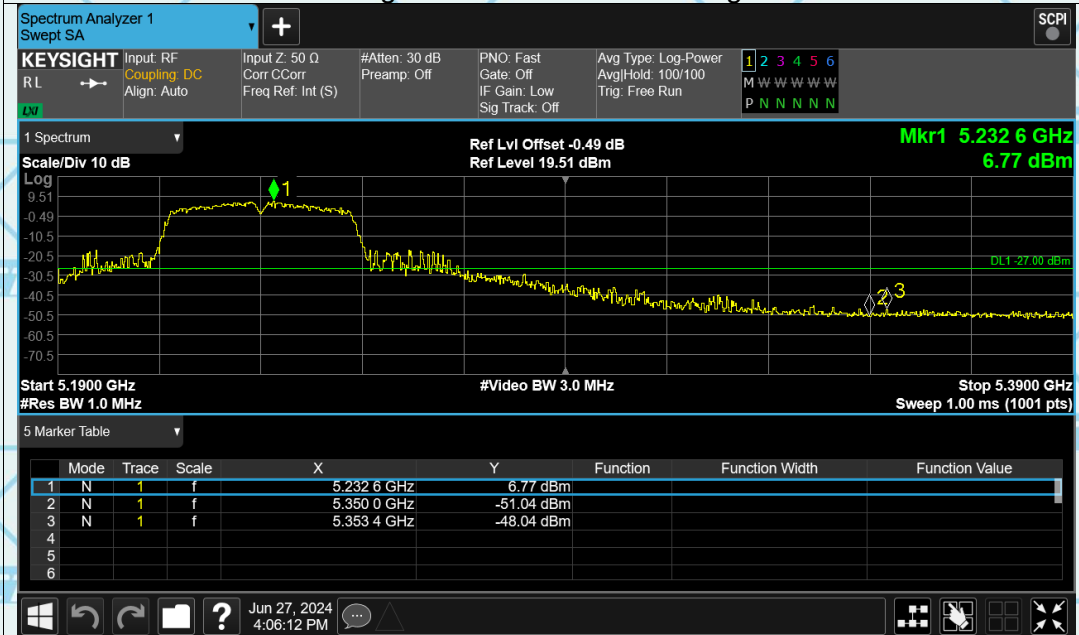 Spectrum Analyzer 1
Swept SA
+
SCPI
KEYSIGHT
RL
LXI
Input: RF
Coupling: DC
Align: Auto
Input Z: 50 Ω
Corr CCorr
Freq Ref: Int (S)
#Atten: 30 dB
Preamp: Off
PNO: Fast
Gate: Off
IF Gain: Low
Sig Track: Off
Avg Type: Log-Power
Avg|Hold: 100/100
Trig: Free Run
1 2 3 4 5 6
M W W W W W
P N N N N N
1 Spectrum
Scale/Div 10 dB
Ref Lvl Offset -0.49 dB
Ref Level 19.51 dBm
Mkr1 5.232 6 GHz
6.77 dBm
Log
9.51
-0.49
-10.5
-20.5
-30.5
-40.5
-50.5
-60.5
-70.5
1
DL1 -27.00 dBm
2 3
Start 5.1900 GHz #Video BW 3.0 MHz Stop 5.3900 GHz
#Res BW 1.0 MHz Sweep 1.00 ms (1001 pts)
5 Marker Table
Mode Trace Scale X Y Function Function Width Function Value
1 N 1 f 5.232 6 GHz 6.77 dBm
2 N 1 f 5.350 0 GHz -51.04 dBm
3 N 1 f 5.353 4 GHz -48.04 dBm
4
5
6
?
Jun 27, 2024
4:06:12 PM